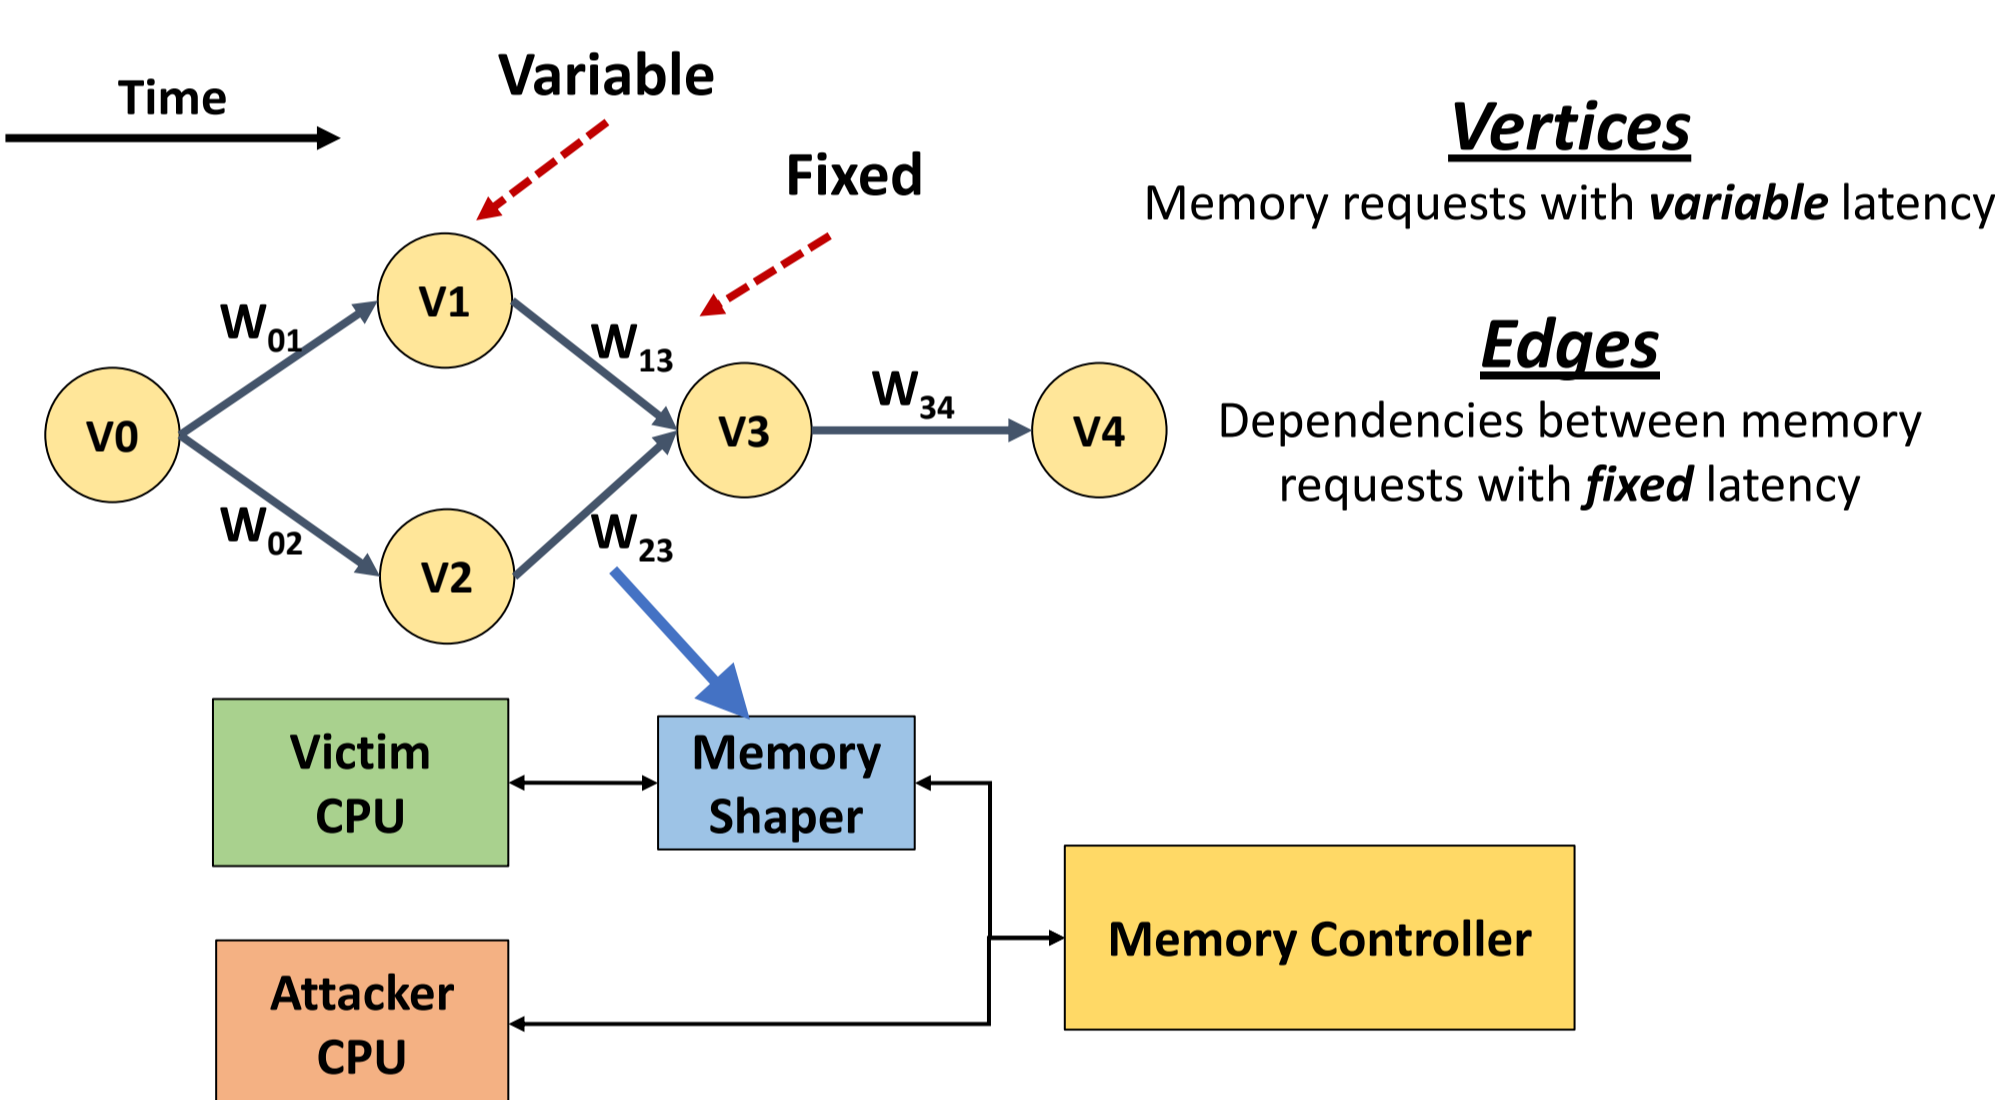 Time
Variable
Fixed
Vertices
Memory requests with variable latency
Edges
Dependencies between memory
requests with fixed latency
V0
W01
W02
V1
V2
W13
W23
V3
W34
V4
Victim
CPU
Memory
Shaper
Attacker
CPU
Memory Controller